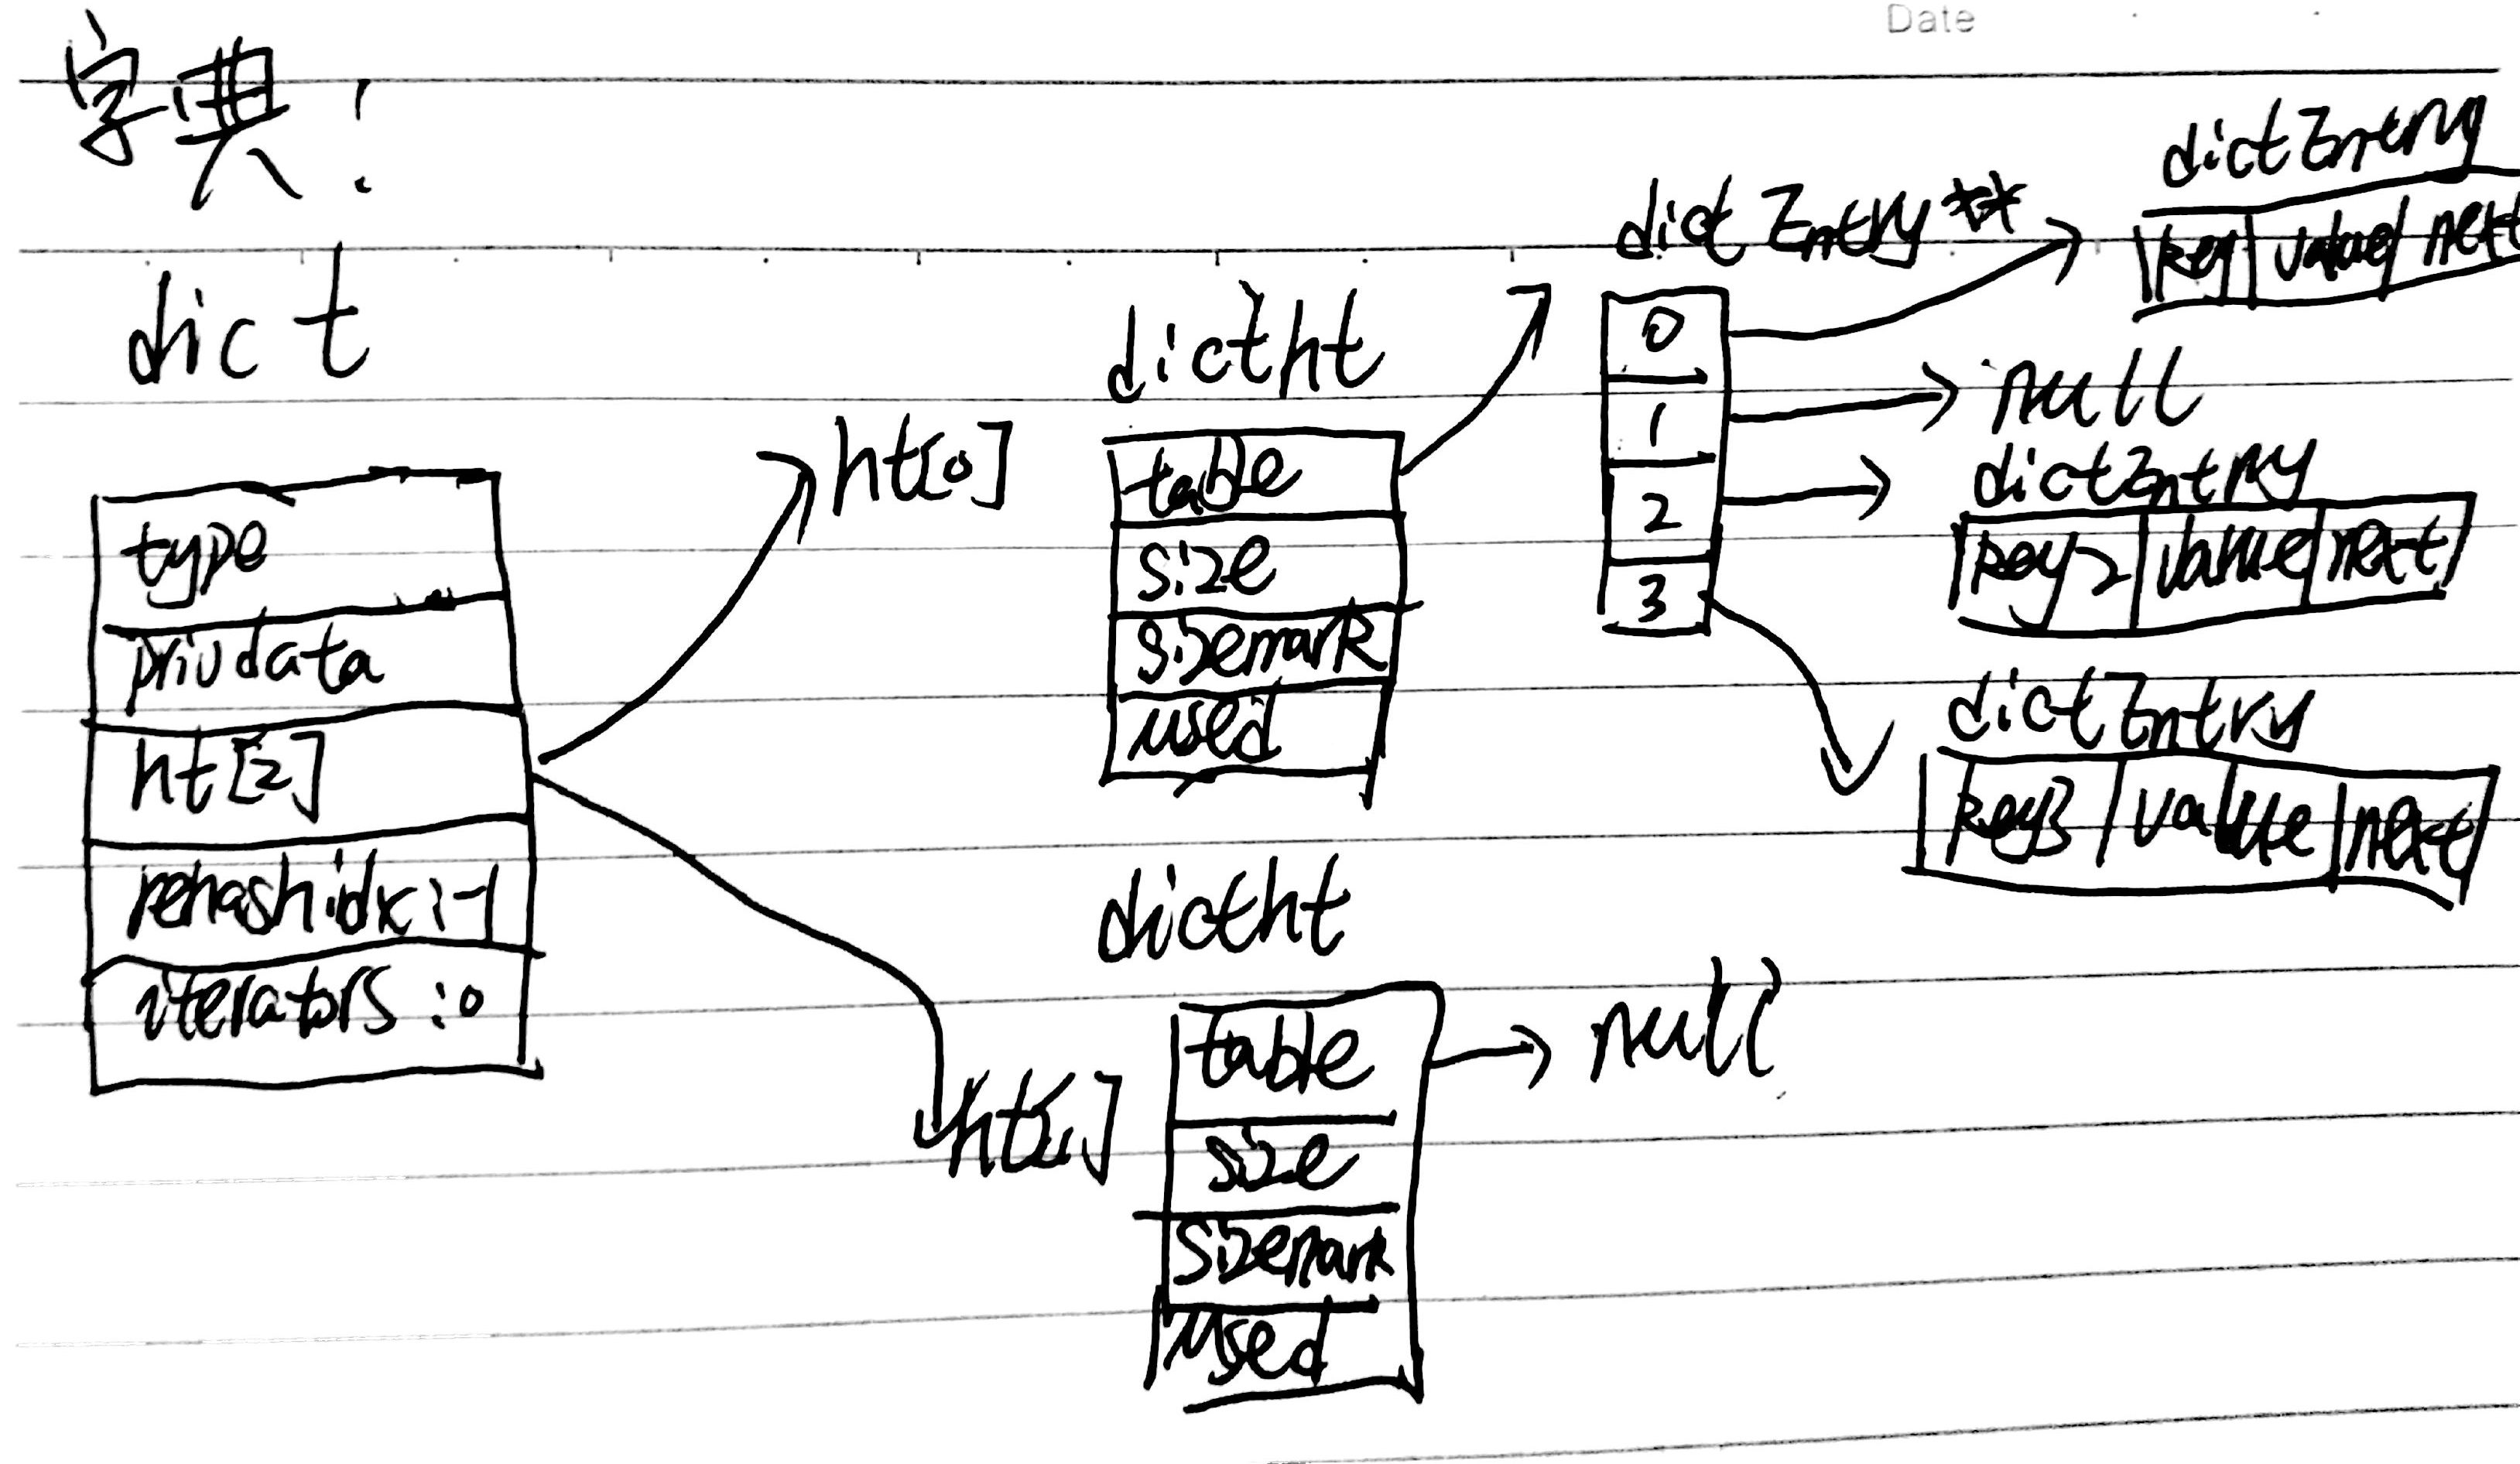 Date
字典：
dict
type
privdata
ht[2]
rehashidx:-1
iterators:0
ht[0]
dictht
table
size
sizemark
used
dictEntry**
0
1
2
3
dictEntry
key value next
null
dictEntry
key2 value next
dictEntry
key3 value next
dictht
ht[1]
table
size
sizemark
used
null